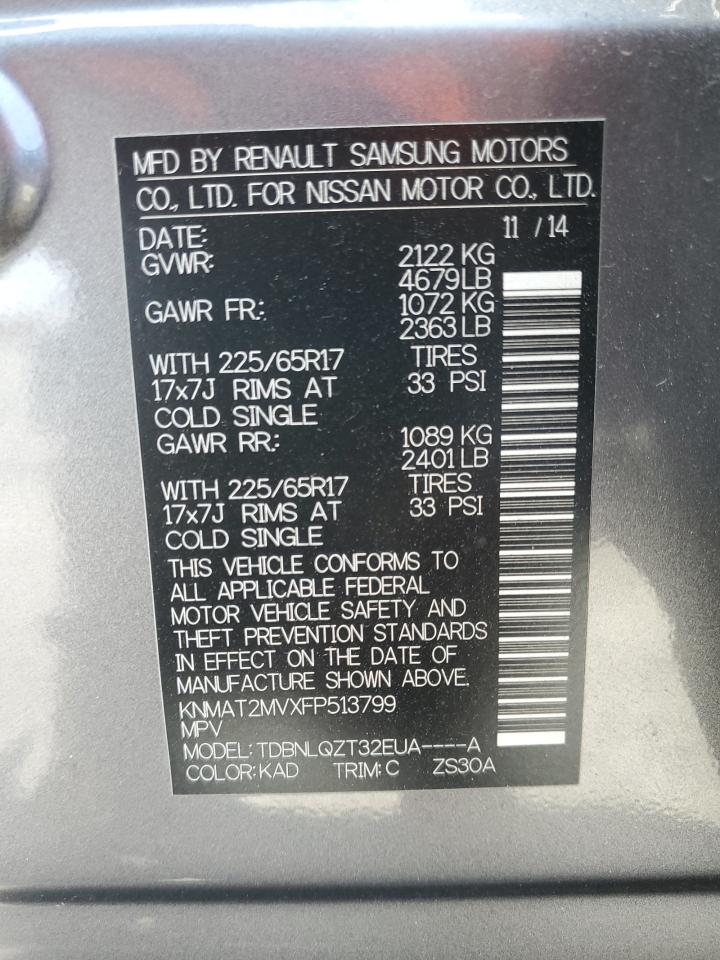 MFD BY RENAULT SAMSUNG MOTORS
CO., LTD. FOR NISSAN MOTOR CO., LTD.
DATE: 11 / 14
GVWR: 2122 KG
4679LB
GAWR FR.: 1072 KG
2363 LB
WITH 225/65R17 TIRES
17x7J RIMS AT 33 PSI
COLD SINGLE
GAWR RR.: 1089 KG
2401 LB
WITH 225/65R17 TIRES
17x7J RIMS AT 33 PSI
COLD SINGLE
THIS VEHICLE CONFORMS TO
ALL APPLICABLE FEDERAL
MOTOR VEHICLE SAFETY AND
THEFT PREVENTION STANDARDS
IN EFFECT ON THE DATE OF
MANUFACTURE SHOWN ABOVE.
KNMAT2MVXFP513799
MPV
MODEL: TDBNLQZT32EUA----A
COLOR: KAD TRIM: C ZS30A